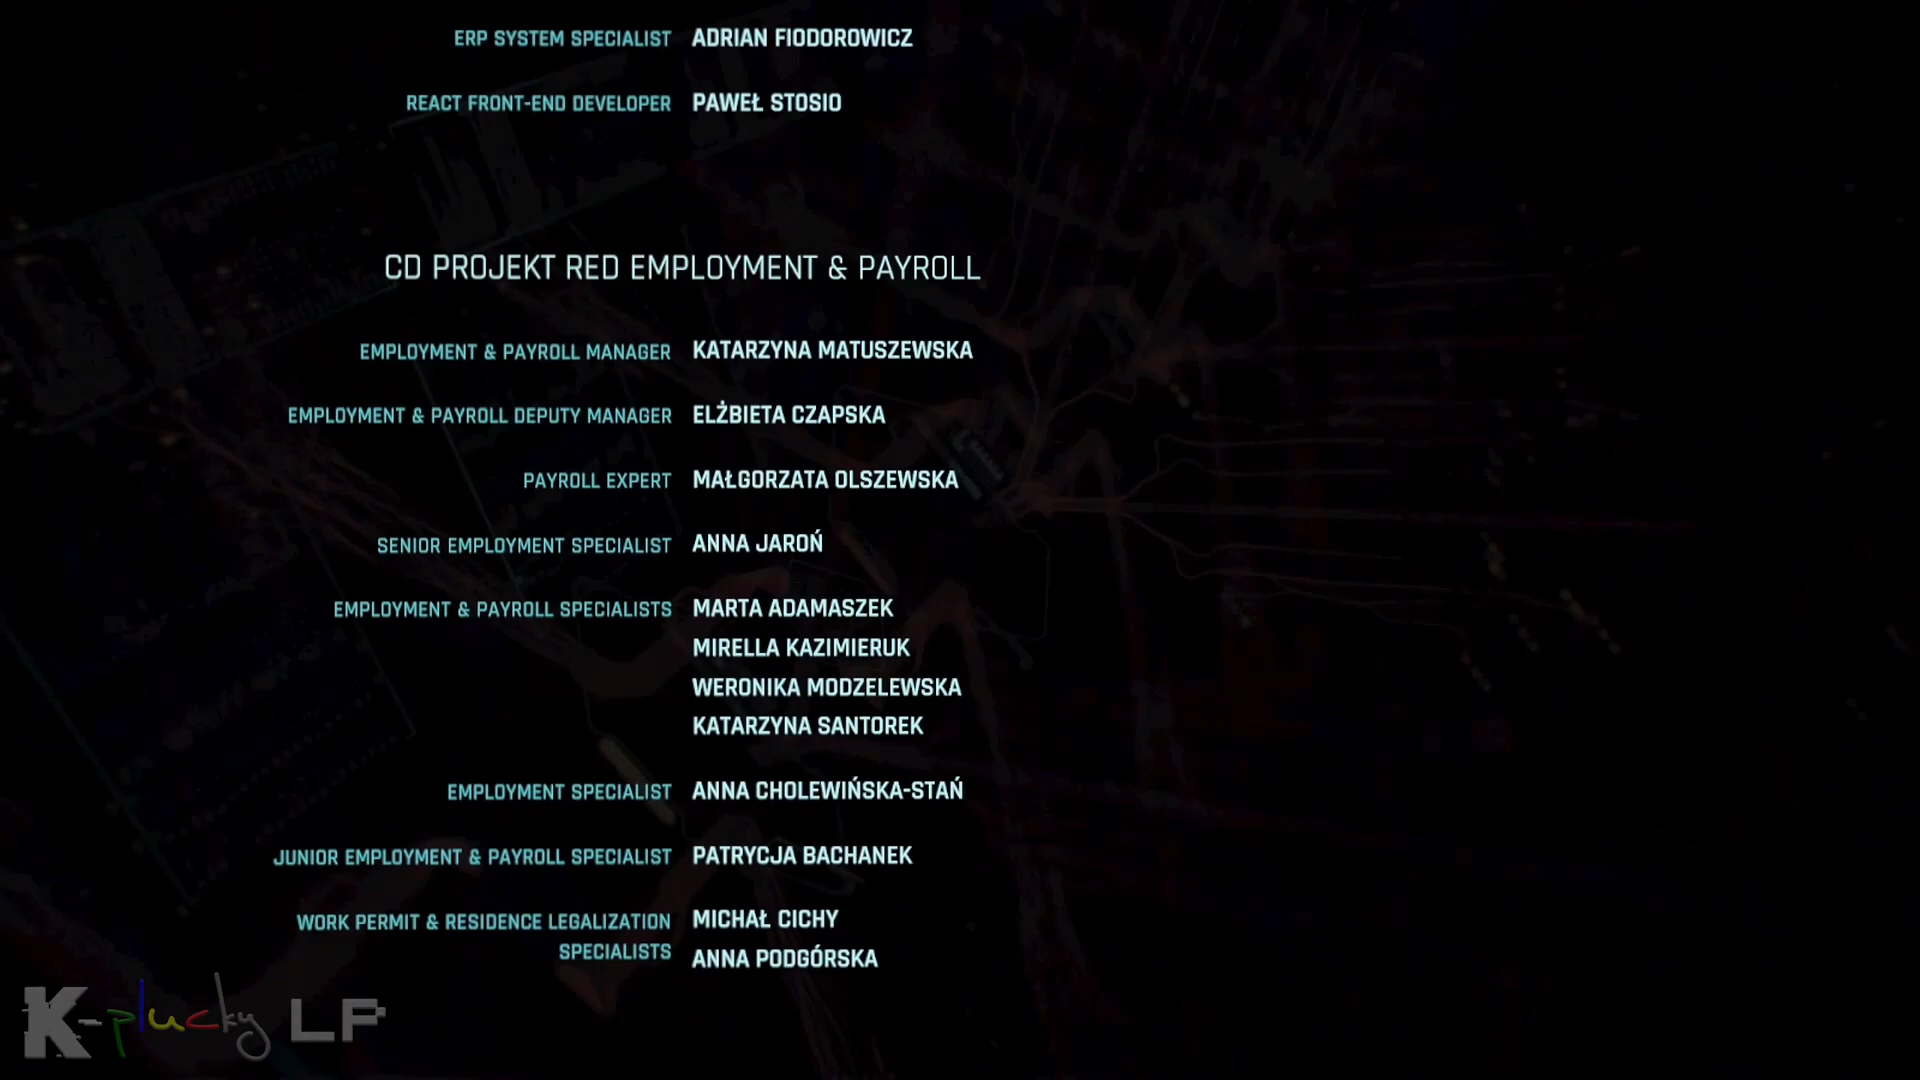 ERP SYSTEM SPECIALIST ADRIAN FIODOROWICZ
REACT FRONT-END DEVELOPER PAWEŁ STOSIO
CD PROJEKT RED EMPLOYMENT & PAYROLL
EMPLOYMENT & PAYROLL MANAGER KATARZYNA MATUSZEWSKA
EMPLOYMENT & PAYROLL DEPUTY MANAGER ELŻBIETA CZAPSKA
PAYROLL EXPERT MAŁGORZATA OLSZEWSKA
SENIOR EMPLOYMENT SPECIALIST ANNA JAROŃ
EMPLOYMENT & PAYROLL SPECIALISTS MARTA ADAMASZEK
MIRELLA KAZIMIERUK
WERONIKA MODZELEWSKA
KATARZYNA SANTOREK
EMPLOYMENT SPECIALIST ANNA CHOLEWIŃSKA-STAŃ
JUNIOR EMPLOYMENT & PAYROLL SPECIALIST PATRYCJA BACHANEK
WORK PERMIT & RESIDENCE LEGALIZATION MICHAŁ CICHY
SPECIALISTS ANNA PODGÓRSKA
K-plucky LP